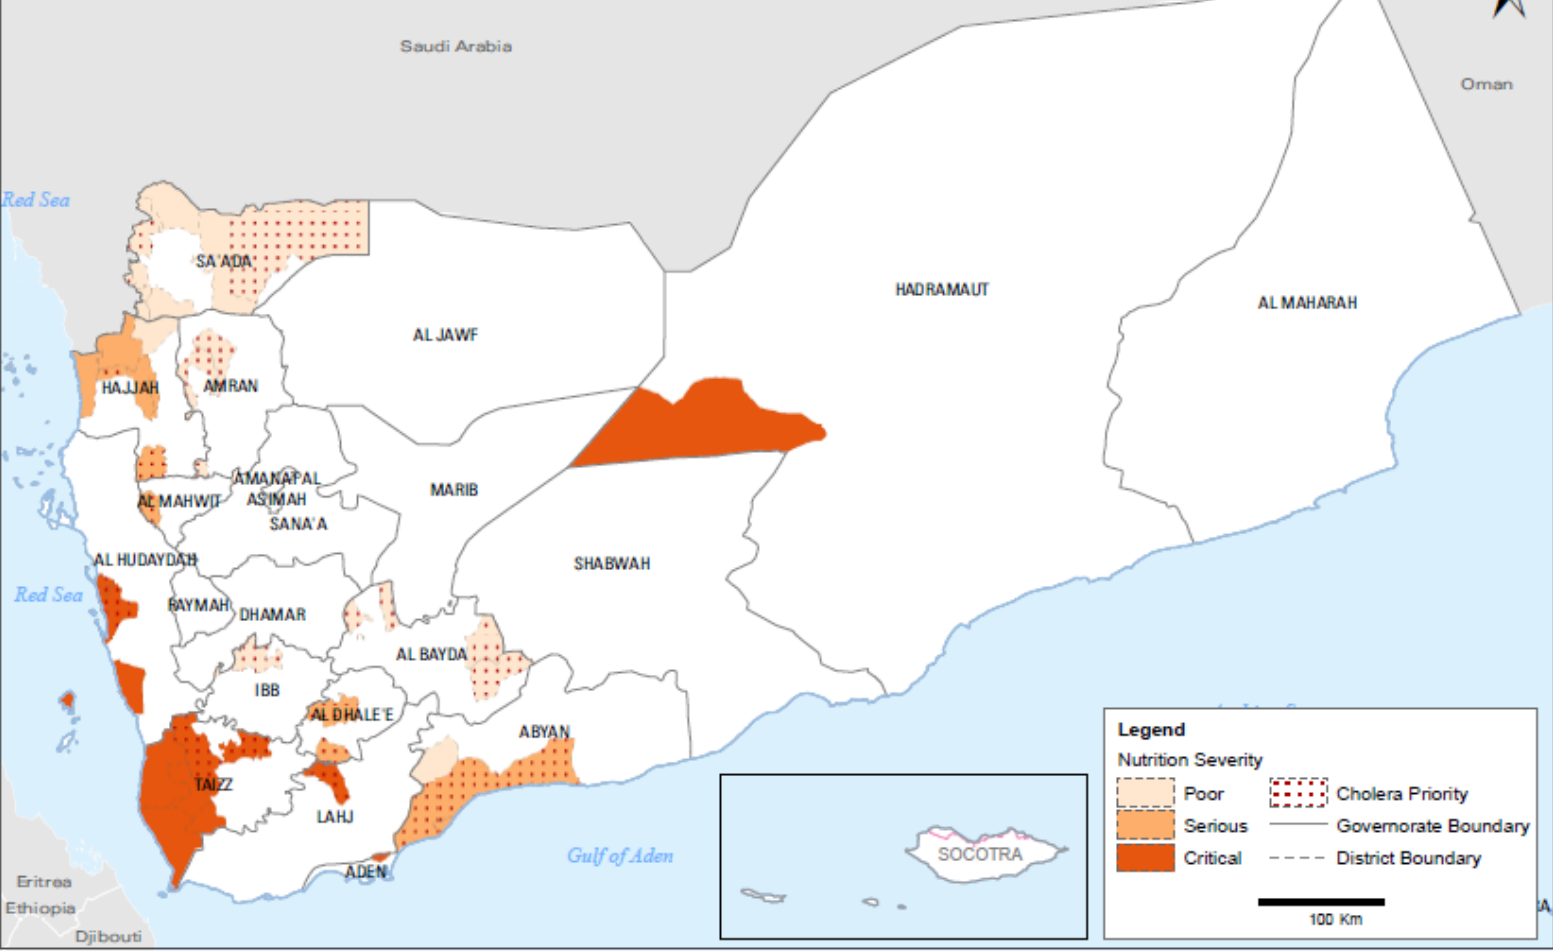 Saudi Arabia
Oman
Red Sea
SA'ADA
HADRAMAUT
AL MAHARAH
AL JAWF
HAJJAH
AMRAN
AMANAT AL
ASIMAH
MARIB
AL MAHWIT
SANA'A
AL HUDAYDAH
SHABWAH
Red Sea
RAYMAH
DHAMAR
AL BAYDA
IBB
AL DHALE'E
ABYAN
TAIZZ
LAHJ
ADEN
Gulf of Aden
SOCOTRA
Eritrea
Ethiopia
Djibouti
Legend
Nutrition Severity
Poor
Cholera Priority
Serious
Governorate Boundary
Critical
District Boundary
100 Km